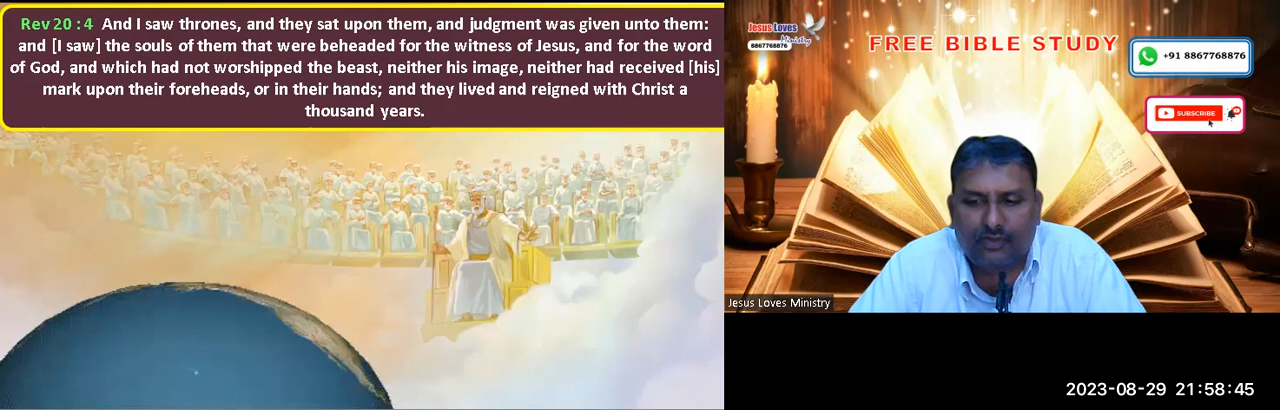 Rev 20 : 4 And I saw thrones, and they sat upon them, and judgment was given unto them:
and [I saw] the souls of them that were beheaded for the witness of Jesus, and for the word
of God, and which had not worshipped the beast, neither his image, neither had received [his]
mark upon their foreheads, or in their hands; and they lived and reigned with Christ a
thousand years.
Jesus Loves
Ministry
8867768876
FREE BIBLE STUDY
+91 8867768876
SUBSCRIBE
Jesus Loves Ministry
2023-08-29 21:58:45